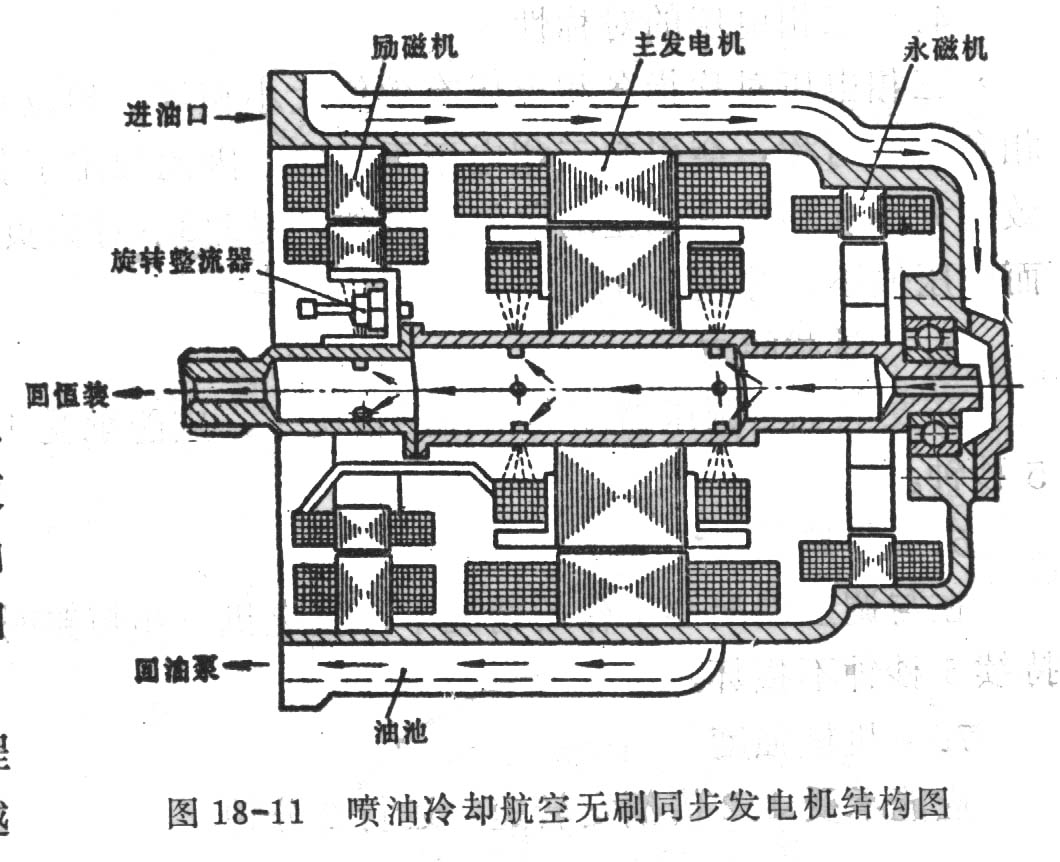 励磁机
主发电机
永磁机
进油口
旋转整流器
回恒装
回油泵
油池
图 18-11 喷油冷却航空无刷同步发电机结构图